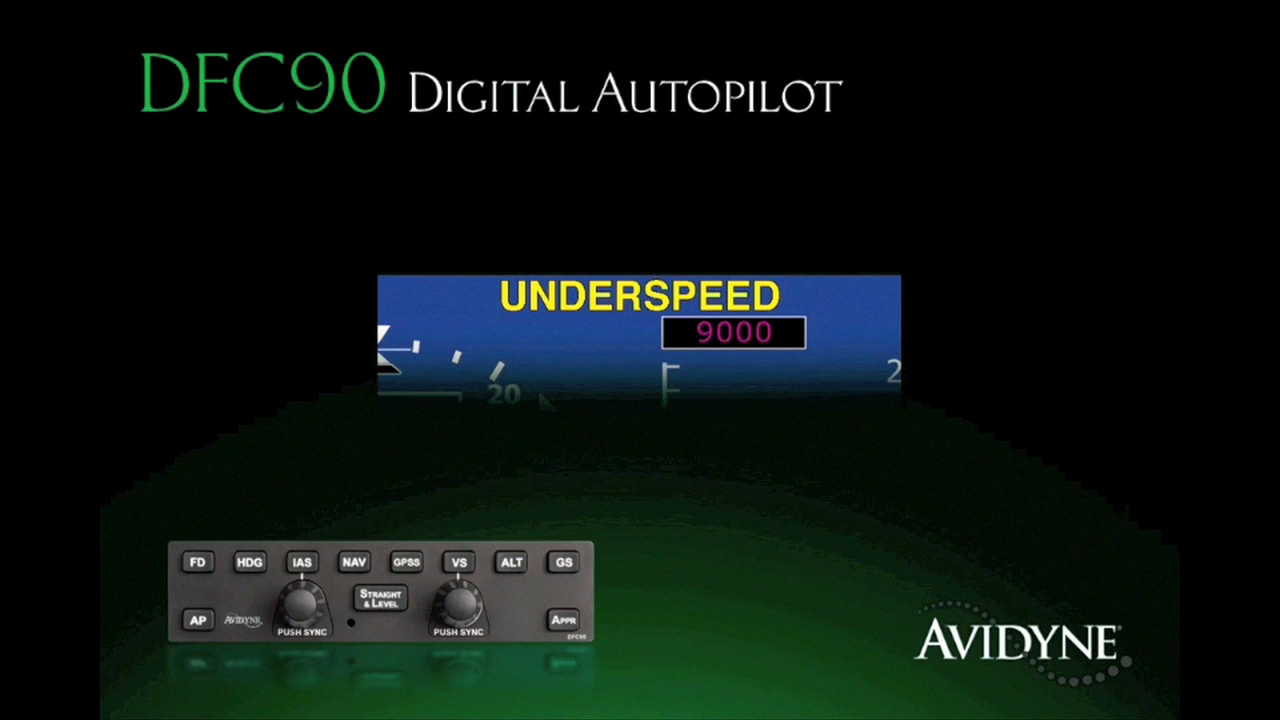 DFC90 DIGITAL AUTOPILOT
UNDERSPEED
9000
2
20
FD HDG IAS NAV GPSS VS ALT GS
STRAIGHT
& LEVEL
AP AVIDYNE APPR
PUSH SYNC PUSH SYNC
DFC90
AVIDYNE